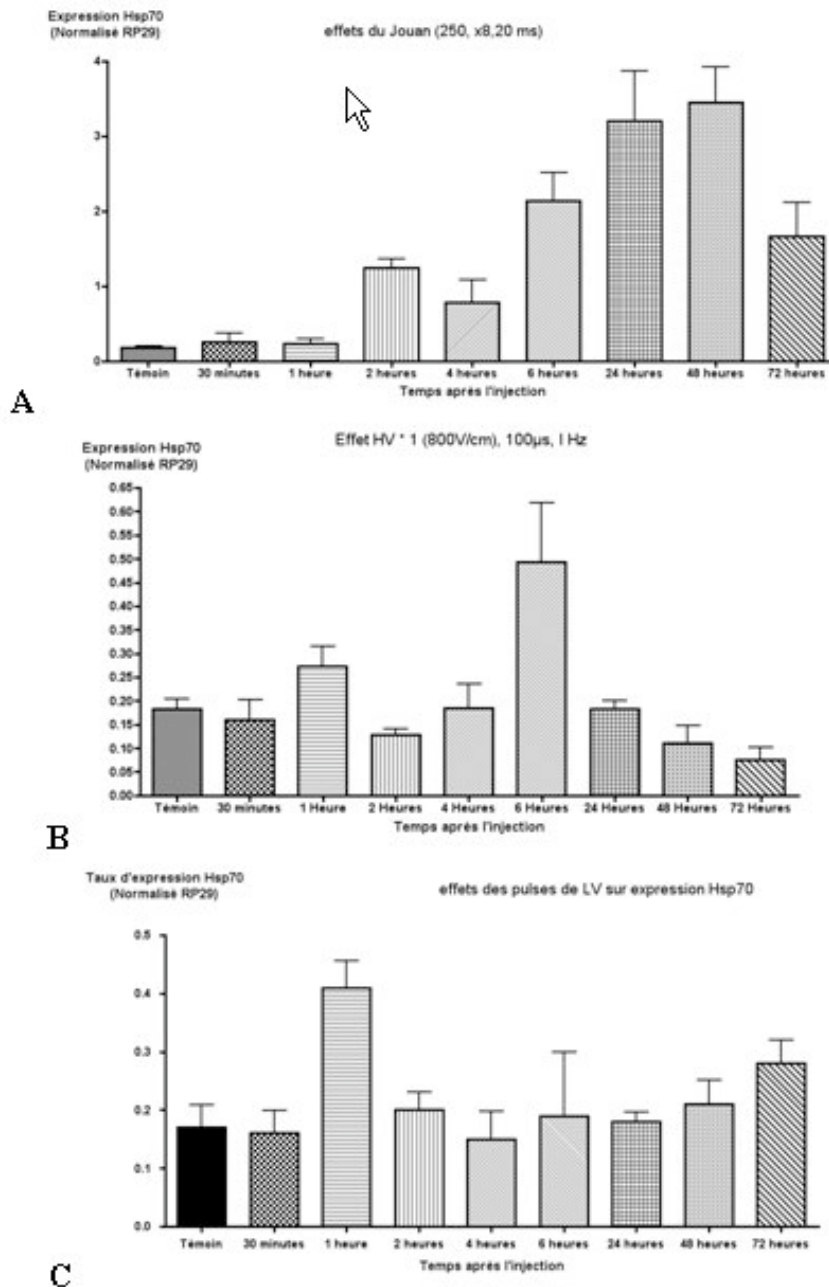 Expression Hsp70
(Normalisé RP29)
effets du Jouan (250, x8,20 ms)
4
3
2
1
0
Témoin 30 minutes 1 heure 2 heures 4 heures 6 heures 24 heures 48 heures 72 heures
Temps après l'injection
A
Effet HV * 1 (800V/cm), 100µs, I Hz
Expression Hsp70
(Normalisé RP29)
0.65
0.60
0.55
0.50
0.45
0.40
0.35
0.30
0.25
0.20
0.15
0.10
0.05
0.00
Témoin 30 minutes 1 Heure 2 Heures 4 Heures 6 Heures 24 Heures 48 Heures 72 Heures
Temps après l'injection
B
Taux d'expression Hsp70
(Normalisé RP29)
effets des pulses de LV sur expression Hsp70
0.5
0.4
0.3
0.2
0.1
0.0
Témoin 30 minutes 1 heure 2 heures 4 heures 6 heures 24 heures 48 heures 72 heures
Temps après l'injection
C